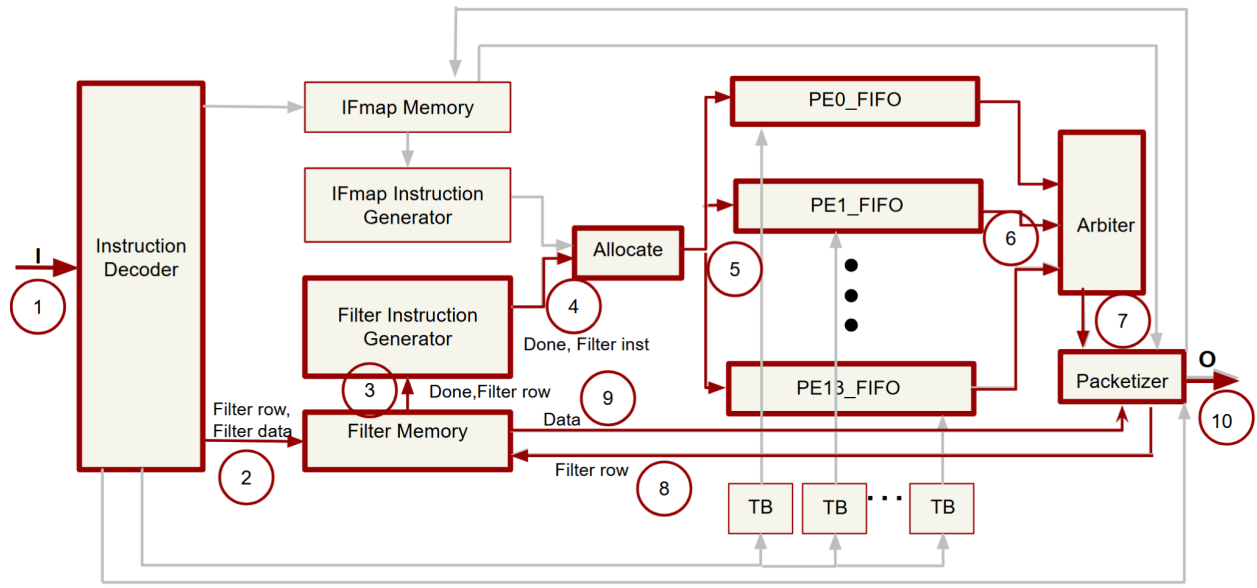 IFmap Memory
PE0_FIFO
IFmap Instruction
Generator
PE1_FIFO
Arbiter
Instruction
Decoder
I
1
Allocate
5
6
4
7
Filter Instruction
Generator
Done, Filter inst
O
3
Done,Filter row
9
PE13_FIFO
Packetizer
10
Filter row,
Filter data
Filter Memory
Data
2
Filter row
8
TB
TB
...
TB